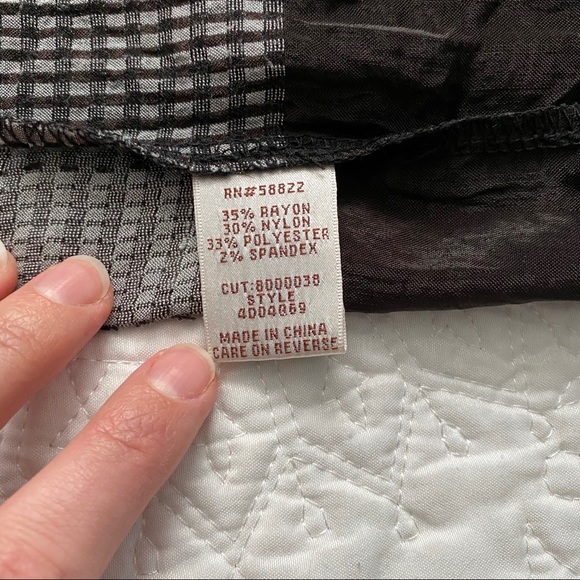 RN#58822
35% RAYON
30% NYLON
33% POLYESTER
2% SPANDEX
CUT:8000038
STYLE
4D04Q69
MADE IN CHINA
CARE ON REVERSE